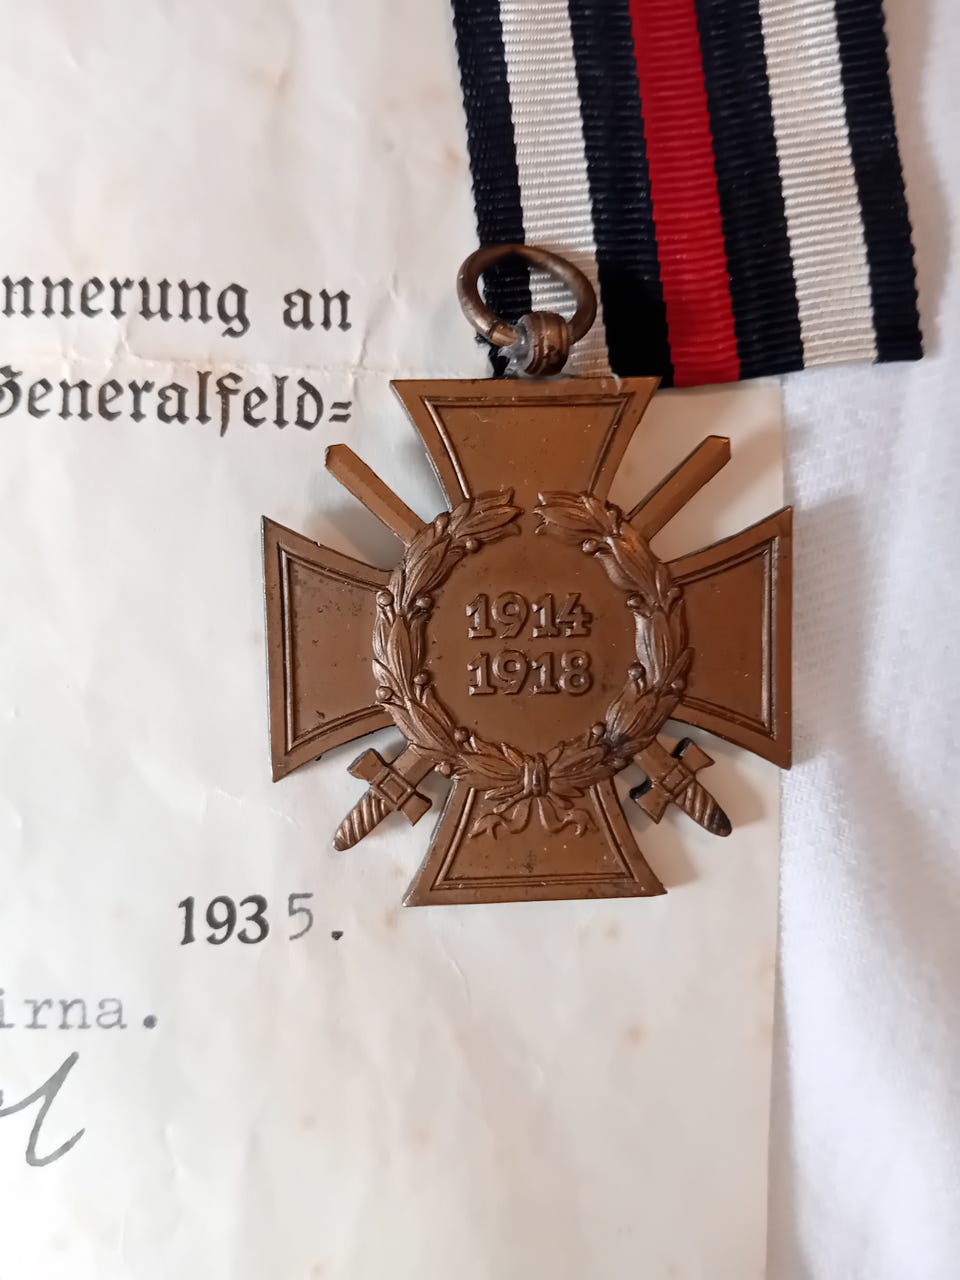 nnerung an
Generalfeld=
1914
1918
1935.
irna.